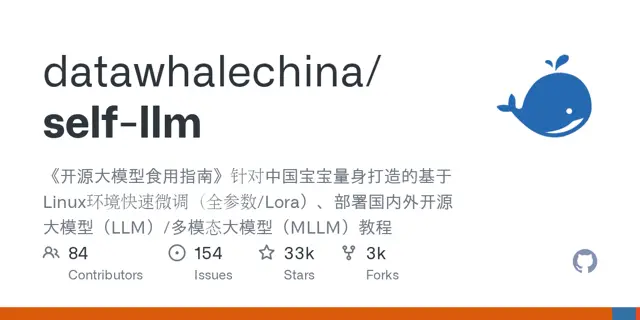 datawhalechina/
self-llm
《开源大模型食用指南》针对中国宝宝量身打造的基于
Linux环境快速微调（全参数/Lora）、部署国内外开源
大模型（LLM）/多模态大模型（MLLM）教程
84 154 33k 3k
Contributors Issues Stars Forks